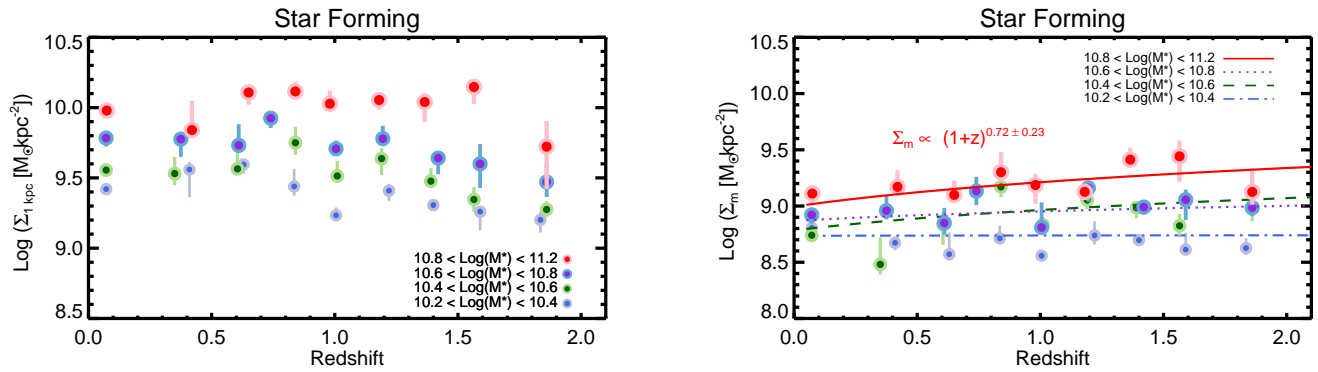 Star Forming
10.5
10.0
9.5
9.0
8.5
Log (Σ1 kpc [M⊙kpc-2])
10.8 < Log(M*) < 11.2
10.6 < Log(M*) < 10.8
10.4 < Log(M*) < 10.6
10.2 < Log(M*) < 10.4
0.0 0.5 1.0 1.5 2.0
Redshift
Star Forming
10.5
10.0
9.5
9.0
8.5
8.0
Log (Σm [M⊙kpc-2])
10.8 < Log(M*) < 11.2
10.6 < Log(M*) < 10.8
10.4 < Log(M*) < 10.6
10.2 < Log(M*) < 10.4
Σm ∝ (1+z)0.72 ± 0.23
0.0 0.5 1.0 1.5 2.0
Redshift